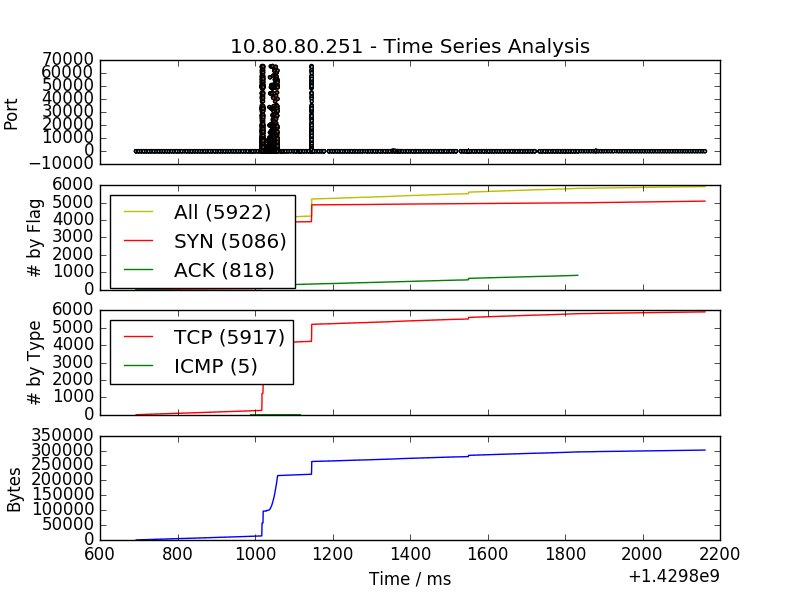 10.80.80.251 - Time Series Analysis
70000
60000
50000
40000
30000
20000
10000
0
−10000
Port
6000
5000
4000
3000
2000
1000
0
# by Flag
All (5922)
SYN (5086)
ACK (818)
6000
5000
4000
3000
2000
1000
0
# by Type
TCP (5917)
ICMP (5)
350000
300000
250000
200000
150000
100000
50000
0
Bytes
600 800 1000 1200 1400 1600 1800 2000 2200
Time / ms
+1.4298e9